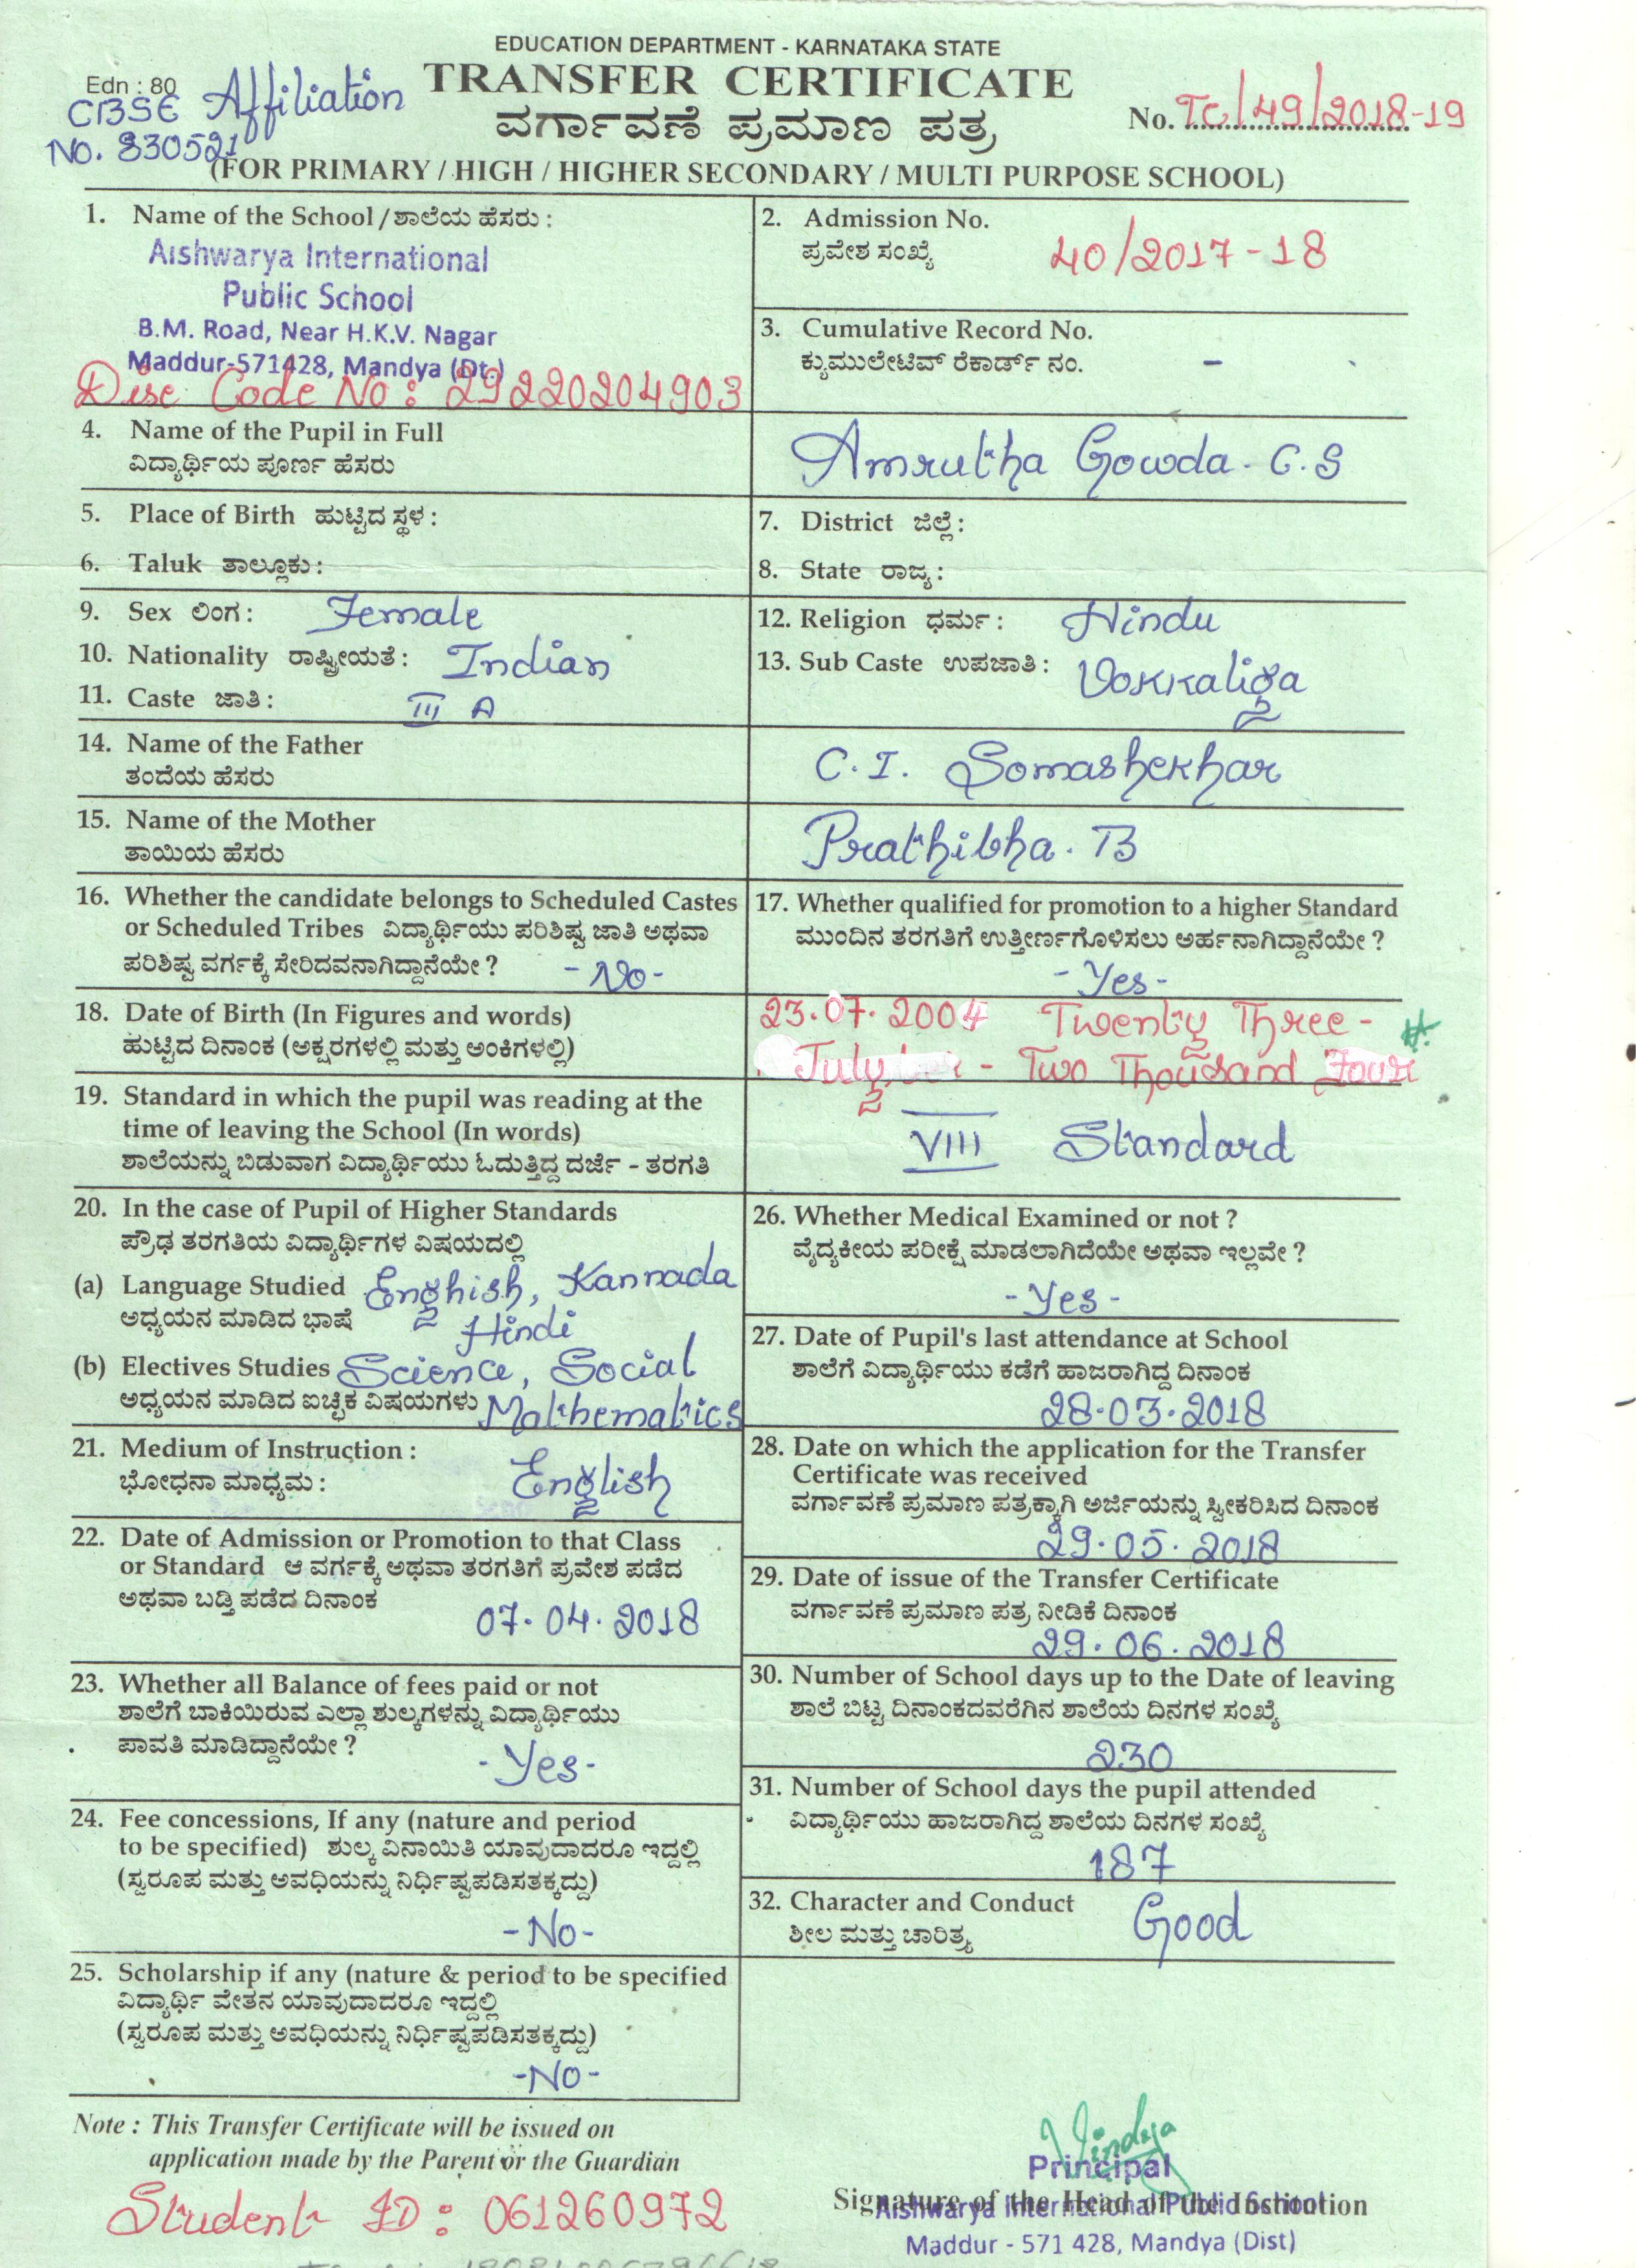 EDUCATION DEPARTMENT - KARNATAKA STATE
Edn : 80
TRANSFER CERTIFICATE
CBSE Affiliation
No. 830521
ವರ್ಗಾವಣೆ ಪ್ರಮಾಣ ಪತ್ರ
No. TC/49/2018-19
(FOR PRIMARY / HIGH / HIGHER SECONDARY / MULTI PURPOSE SCHOOL)
1. Name of the School / ಶಾಲೆಯ ಹೆಸರು :
Aishwarya International
Public School
B.M. Road, Near H.K.V. Nagar
Maddur-571428, Mandya (Dt.)
Disc Code No : 29220204903
2. Admission No.
ಪ್ರವೇಶ ಸಂಖ್ಯೆ
40/2017-18
3. Cumulative Record No.
ಕ್ಯುಮುಲೇಟಿವ್ ರೆಕಾರ್ಡ್ ನಂ. -
4. Name of the Pupil in Full
ವಿದ್ಯಾರ್ಥಿಯ ಪೂರ್ಣ ಹೆಸರು
Amrutha Gowda. C.S
5. Place of Birth ಹುಟ್ಟಿದ ಸ್ಥಳ :
6. Taluk ತಾಲ್ಲೂಕು :
7. District ಜಿಲ್ಲೆ :
8. State ರಾಜ್ಯ :
9. Sex ಲಿಂಗ : Female
10. Nationality ರಾಷ್ಟ್ರೀಯತೆ : Indian
11. Caste ಜಾತಿ : III A
12. Religion ಧರ್ಮ : Hindu
13. Sub Caste ಉಪಜಾತಿ : Vokkaliga
14. Name of the Father
ತಂದೆಯ ಹೆಸರು
C.I. Somashekhar
15. Name of the Mother
ತಾಯಿಯ ಹೆಸರು
Prathibha. B
16. Whether the candidate belongs to Scheduled Castes
or Scheduled Tribes ವಿದ್ಯಾರ್ಥಿಯು ಪರಿಶಿಷ್ಟ ಜಾತಿ ಅಥವಾ
ಪರಿಶಿಷ್ಟ ವರ್ಗಕ್ಕೆ ಸೇರಿದವನಾಗಿದ್ದಾನೆಯೇ ? - No -
17. Whether qualified for promotion to a higher Standard
ಮುಂದಿನ ತರಗತಿಗೆ ಉತ್ತೀರ್ಣಗೊಳಿಸಲು ಅರ್ಹನಾಗಿದ್ದಾನೆಯೇ ?
- Yes -
18. Date of Birth (In Figures and words)
ಹುಟ್ಟಿದ ದಿನಾಂಕ (ಅಕ್ಷರಗಳಲ್ಲಿ ಮತ್ತು ಅಂಕಿಗಳಲ್ಲಿ)
23.07.2004 Twenty Three -
July - Two Thousand Four
19. Standard in which the pupil was reading at the
time of leaving the School (In words)
ಶಾಲೆಯನ್ನು ಬಿಡುವಾಗ ವಿದ್ಯಾರ್ಥಿಯು ಓದುತ್ತಿದ್ದ ದರ್ಜೆ - ತರಗತಿ
VIII Standard
20. In the case of Pupil of Higher Standards
ಪ್ರೌಢ ತರಗತಿಯ ವಿದ್ಯಾರ್ಥಿಗಳ ವಿಷಯದಲ್ಲಿ
(a) Language Studied English, Kannada
ಅಧ್ಯಯನ ಮಾಡಿದ ಭಾಷೆ Hindi
(b) Electives Studies Science, Social
ಅಧ್ಯಯನ ಮಾಡಿದ ಐಚ್ಛಿಕ ವಿಷಯಗಳು Mathematics
21. Medium of Instruction :
ಭೋಧನಾ ಮಾಧ್ಯಮ : English
22. Date of Admission or Promotion to that Class
or Standard ಆ ವರ್ಗಕ್ಕೆ ಅಥವಾ ತರಗತಿಗೆ ಪ್ರವೇಶ ಪಡೆದ
ಅಥವಾ ಬಡ್ತಿ ಪಡೆದ ದಿನಾಂಕ
07.04.2018
23. Whether all Balance of fees paid or not
ಶಾಲೆಗೆ ಬಾಕಿಯಿರುವ ಎಲ್ಲಾ ಶುಲ್ಕಗಳನ್ನು ವಿದ್ಯಾರ್ಥಿಯು
ಪಾವತಿ ಮಾಡಿದ್ದಾನೆಯೇ ?
- Yes -
24. Fee concessions, If any (nature and period
to be specified) ಶುಲ್ಕ ವಿನಾಯಿತಿ ಯಾವುದಾದರೂ ಇದ್ದಲ್ಲಿ
(ಸ್ವರೂಪ ಮತ್ತು ಅವಧಿಯನ್ನು ನಿರ್ಧಿಷ್ಟಪಡಿಸತಕ್ಕದ್ದು)
- No -
25. Scholarship if any (nature & period to be specified
ವಿದ್ಯಾರ್ಥಿ ವೇತನ ಯಾವುದಾದರೂ ಇದ್ದಲ್ಲಿ
(ಸ್ವರೂಪ ಮತ್ತು ಅವಧಿಯನ್ನು ನಿರ್ಧಿಷ್ಟಪಡಿಸತಕ್ಕದ್ದು)
- No -
26. Whether Medical Examined or not ?
ವೈದ್ಯಕೀಯ ಪರೀಕ್ಷೆ ಮಾಡಲಾಗಿದೆಯೇ ಅಥವಾ ಇಲ್ಲವೇ ?
- Yes -
27. Date of Pupil's last attendance at School
ಶಾಲೆಗೆ ವಿದ್ಯಾರ್ಥಿಯು ಕಡೆಗೆ ಹಾಜರಾಗಿದ್ದ ದಿನಾಂಕ
28.03.2018
28. Date on which the application for the Transfer
Certificate was received
ವರ್ಗಾವಣೆ ಪ್ರಮಾಣ ಪತ್ರಕ್ಕಾಗಿ ಅರ್ಜಿಯನ್ನು ಸ್ವೀಕರಿಸಿದ ದಿನಾಂಕ
29.05.2018
29. Date of issue of the Transfer Certificate
ವರ್ಗಾವಣೆ ಪ್ರಮಾಣ ಪತ್ರ ನೀಡಿಕೆ ದಿನಾಂಕ
29.06.2018
30. Number of School days up to the Date of leaving
ಶಾಲೆ ಬಿಟ್ಟ ದಿನಾಂಕದವರೆಗಿನ ಶಾಲೆಯ ದಿನಗಳ ಸಂಖ್ಯೆ
230
31. Number of School days the pupil attended
ವಿದ್ಯಾರ್ಥಿಯು ಹಾಜರಾಗಿದ್ದ ಶಾಲೆಯ ದಿನಗಳ ಸಂಖ್ಯೆ
187
32. Character and Conduct
ಶೀಲ ಮತ್ತು ಚಾರಿತ್ರ್ಯ Good
Note : This Transfer Certificate will be issued on
application made by the Parent or the Guardian
Student ID : 061260972
Principal
Signature of the Head of the Institution
Aishwarya International Public School
Maddur - 571 428, Mandya (Dist)